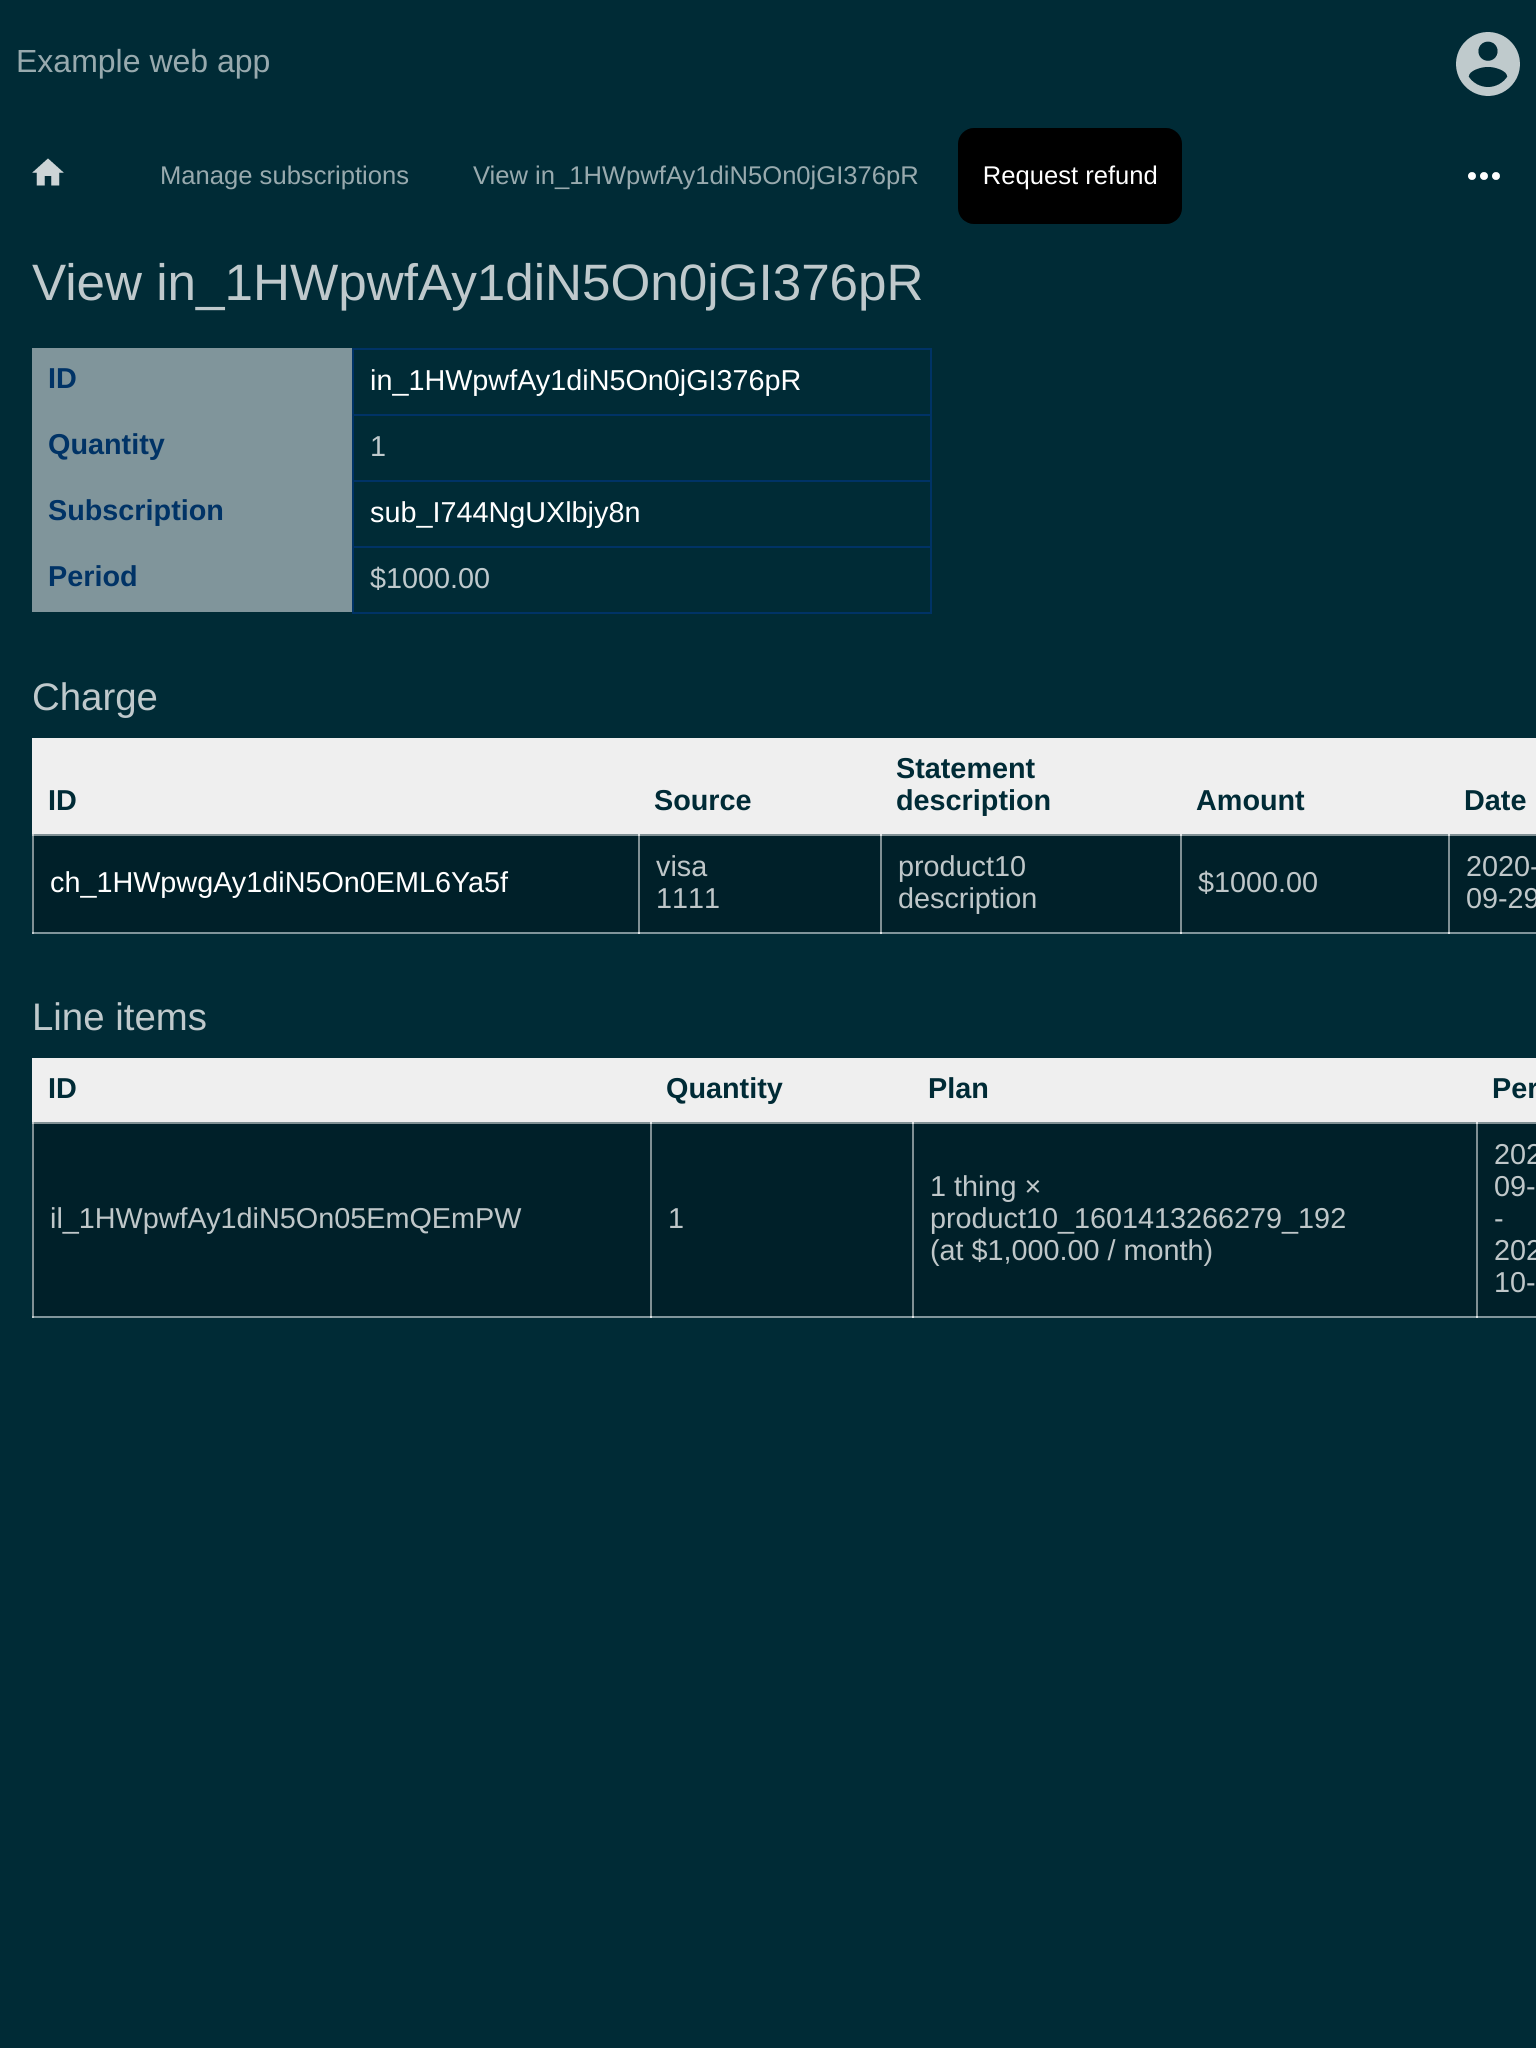 Example web app
Manage subscriptions
View in_1HWpwfAy1diN5On0jGI376pR
Request refund
View in_1HWpwfAy1diN5On0jGI376pR
ID
in_1HWpwfAy1diN5On0jGI376pR
Quantity
1
Subscription
sub_I744NgUXlbjy8n
Period
$1000.00
Charge
ID
Source
Statement
description
Amount
Date
ch_1HWpwgAy1diN5On0EML6Ya5f
visa
1111
product10
description
$1000.00
2020-
09-29
Line items
ID
Quantity
Plan
Per
il_1HWpwfAy1diN5On05EmQEmPW
1
1 thing ×
product10_1601413266279_192
(at $1,000.00 / month)
202
09-
-
202
10-